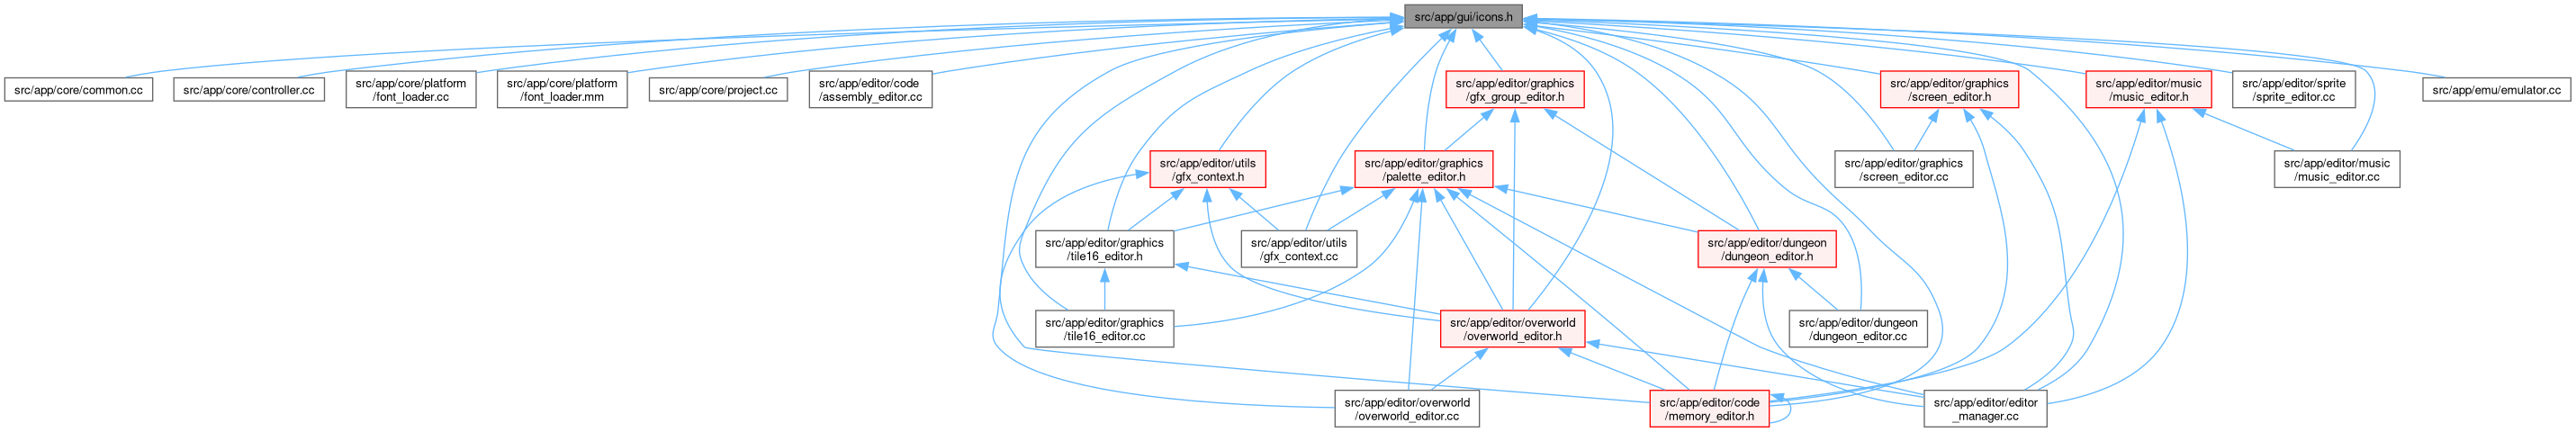 src/app/gui/icons.h
src/app/core/common.cc
src/app/core/controller.cc
src/app/core/platform
/font_loader.cc
src/app/core/platform
/font_loader.mm
src/app/core/project.cc
src/app/editor/code
/assembly_editor.cc
src/app/editor/graphics
/gfx_group_editor.h
src/app/editor/graphics
/screen_editor.h
src/app/editor/music
/music_editor.h
src/app/editor/sprite
/sprite_editor.cc
src/app/emu/emulator.cc
src/app/editor/utils
/gfx_context.h
src/app/editor/graphics
/palette_editor.h
src/app/editor/graphics
/screen_editor.cc
src/app/editor/music
/music_editor.cc
src/app/editor/graphics
/tile16_editor.h
src/app/editor/utils
/gfx_context.cc
src/app/editor/dungeon
/dungeon_editor.h
src/app/editor/graphics
/tile16_editor.cc
src/app/editor/overworld
/overworld_editor.h
src/app/editor/dungeon
/dungeon_editor.cc
src/app/editor/overworld
/overworld_editor.cc
src/app/editor/code
/memory_editor.h
src/app/editor/editor
_manager.cc